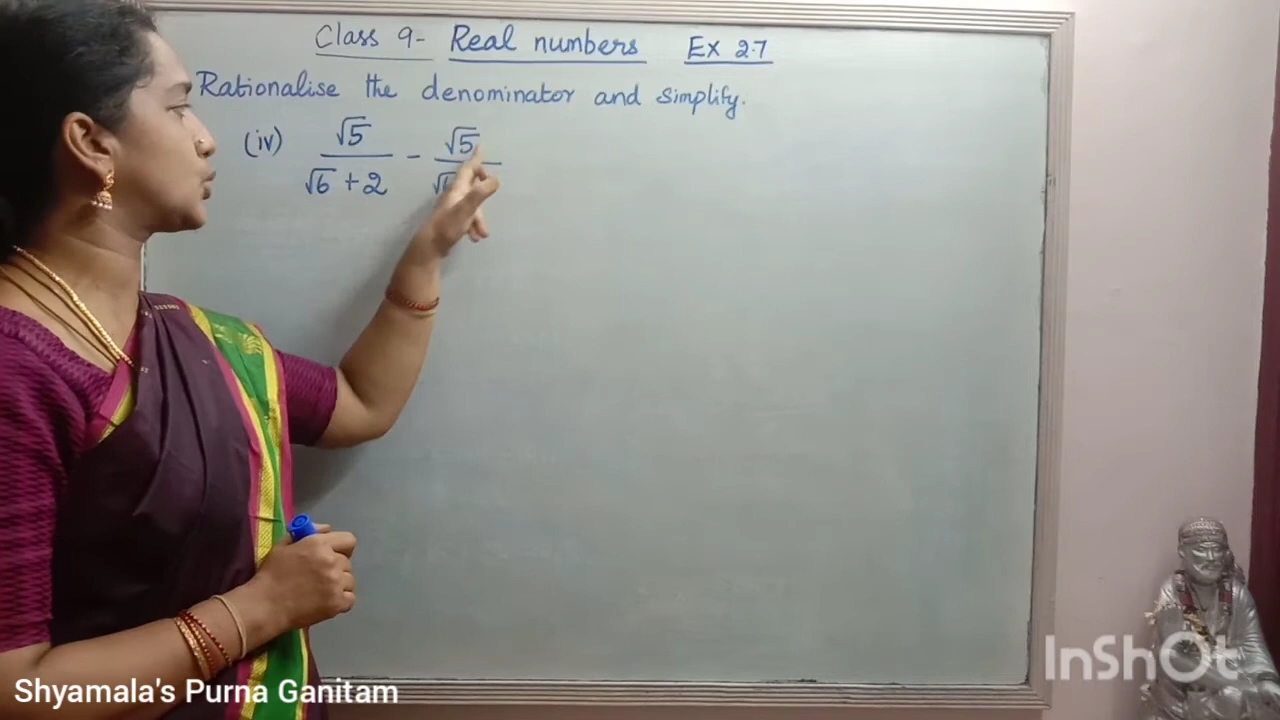 Class 9- Real numbers Ex 2.7
Rationalise the denominator and simplify.
(iv) √5 / √6 + 2 - √5 / √6
Shyamala's Purna Ganitam
InShOt